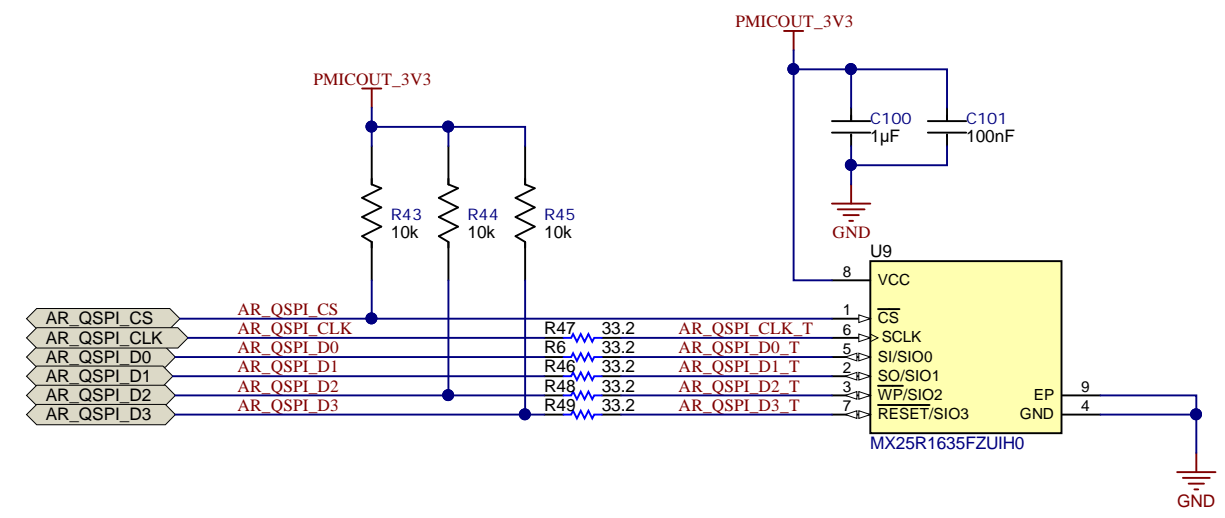 PMICOUT_3V3
PMICOUT_3V3
C100
1µF
C101
100nF
R43
10k
R44
10k
R45
10k
GND
U9
8 VCC
AR_QSPI_CS AR_QSPI_CS 1 CS
AR_QSPI_CLK AR_QSPI_CLK R47 33.2 AR_QSPI_CLK_T 6 SCLK
AR_QSPI_D0 AR_QSPI_D0 R6 33.2 AR_QSPI_D0_T 5 SI/SIO0
AR_QSPI_D1 AR_QSPI_D1 R46 33.2 AR_QSPI_D1_T 2 SO/SIO1
AR_QSPI_D2 AR_QSPI_D2 R48 33.2 AR_QSPI_D2_T 3 WP/SIO2 EP 9
AR_QSPI_D3 AR_QSPI_D3 R49 33.2 AR_QSPI_D3_T 7 RESET/SIO3 GND 4
MX25R1635FZUIH0
GND